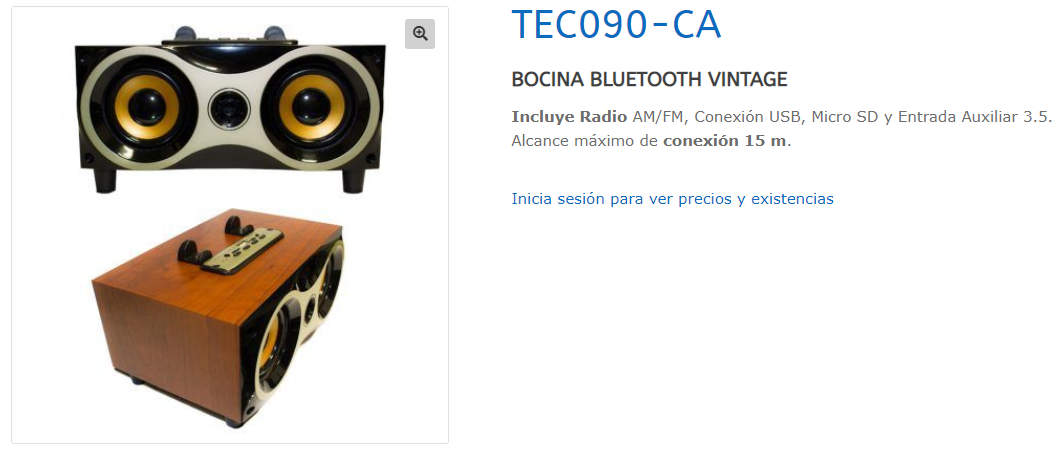 TEC090-CA
BOCINA BLUETOOTH VINTAGE
Incluye Radio AM/FM, Conexión USB, Micro SD y Entrada Auxiliar 3.5.
Alcance máximo de conexión 15 m.
Inicia sesión para ver precios y existencias